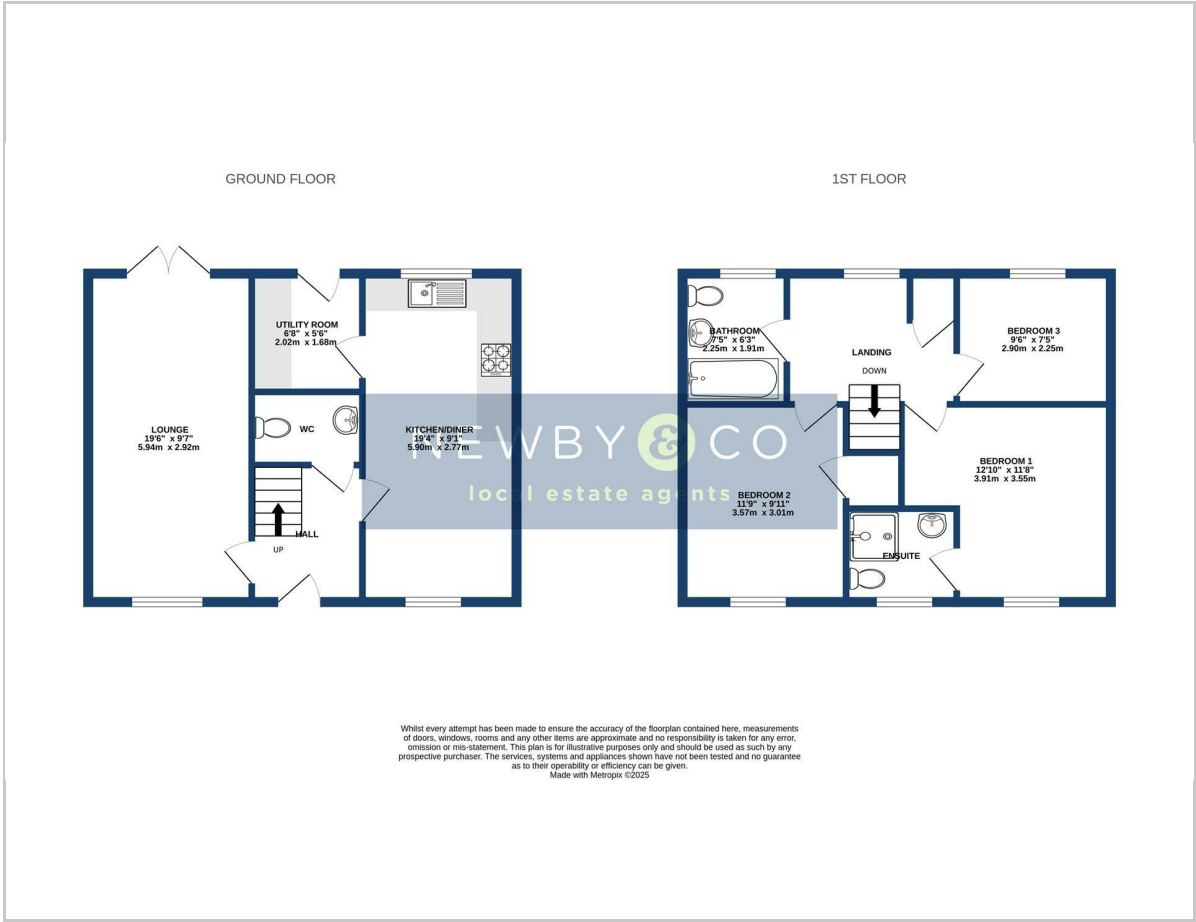 GROUND FLOOR
1ST FLOOR
UTILITY ROOM
6'8" x 5'6"
2.02m x 1.68m
LOUNGE
19'6" x 9'7"
5.94m x 2.92m
WC
KITCHEN/DINER
19'4" x 9'1"
5.90m x 2.77m
HALL
UP
BATHROOM
7'5" x 6'3"
2.25m x 1.91m
LANDING
DOWN
BEDROOM 3
9'6" x 7'5"
2.90m x 2.25m
BEDROOM 1
12'10" x 11'8"
3.91m x 3.55m
BEDROOM 2
11'9" x 9'11"
3.57m x 3.01m
ENSUITE
NEWBY & CO
local estate agents
Whilst every attempt has been made to ensure the accuracy of the floorplan contained here, measurements
of doors, windows, rooms and any other items are approximate and no responsibility is taken for any error,
omission or mis-statement. This plan is for illustrative purposes only and should be used as such by any
prospective purchaser. The services, systems and appliances shown have not been tested and no guarantee
as to their operability or efficiency can be given.
Made with Metropix ©2025